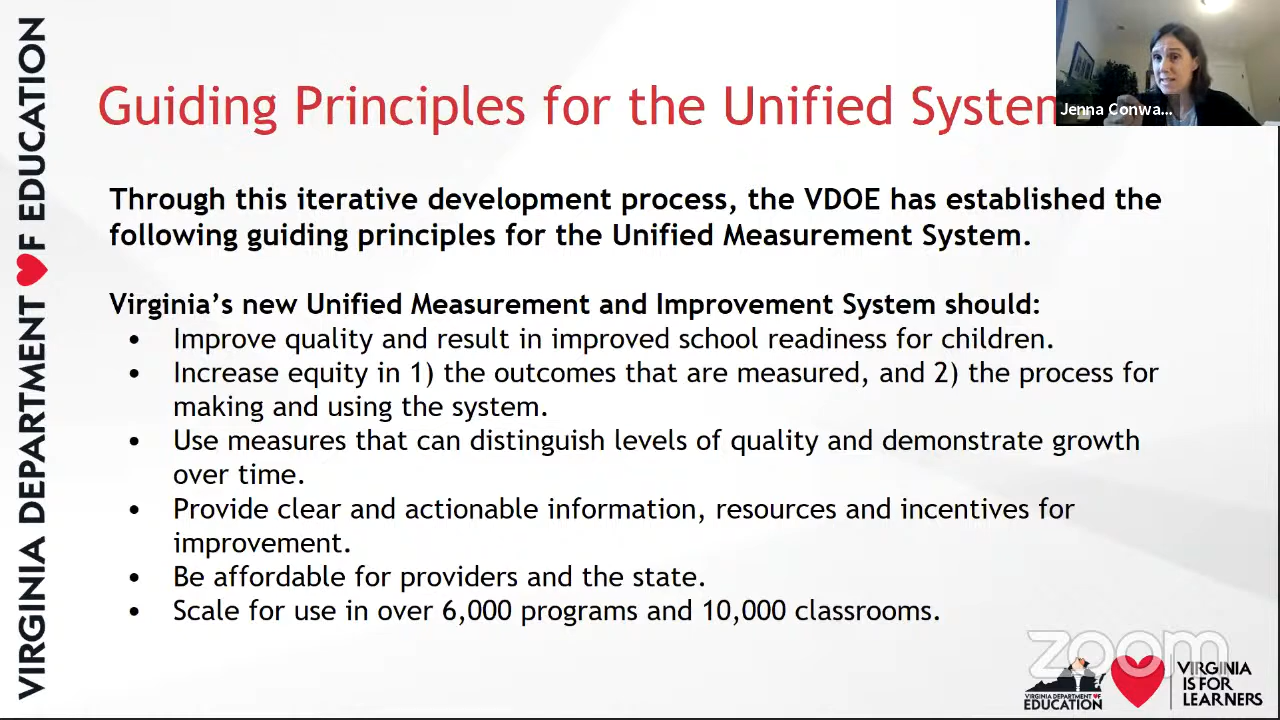 VIRGINIA DEPARTMENT OF EDUCATION
Guiding Principles for the Unified System
Jenna Conwa...
Through this iterative development process, the VDOE has established the
following guiding principles for the Unified Measurement System.
Virginia’s new Unified Measurement and Improvement System should:
• Improve quality and result in improved school readiness for children.
• Increase equity in 1) the outcomes that are measured, and 2) the process for
making and using the system.
• Use measures that can distinguish levels of quality and demonstrate growth
over time.
• Provide clear and actionable information, resources and incentives for
improvement.
• Be affordable for providers and the state.
• Scale for use in over 6,000 programs and 10,000 classrooms.
zoom
VIRGINIA DEPARTMENT OF
EDUCATION
VIRGINIA
IS FOR
LEARNERS